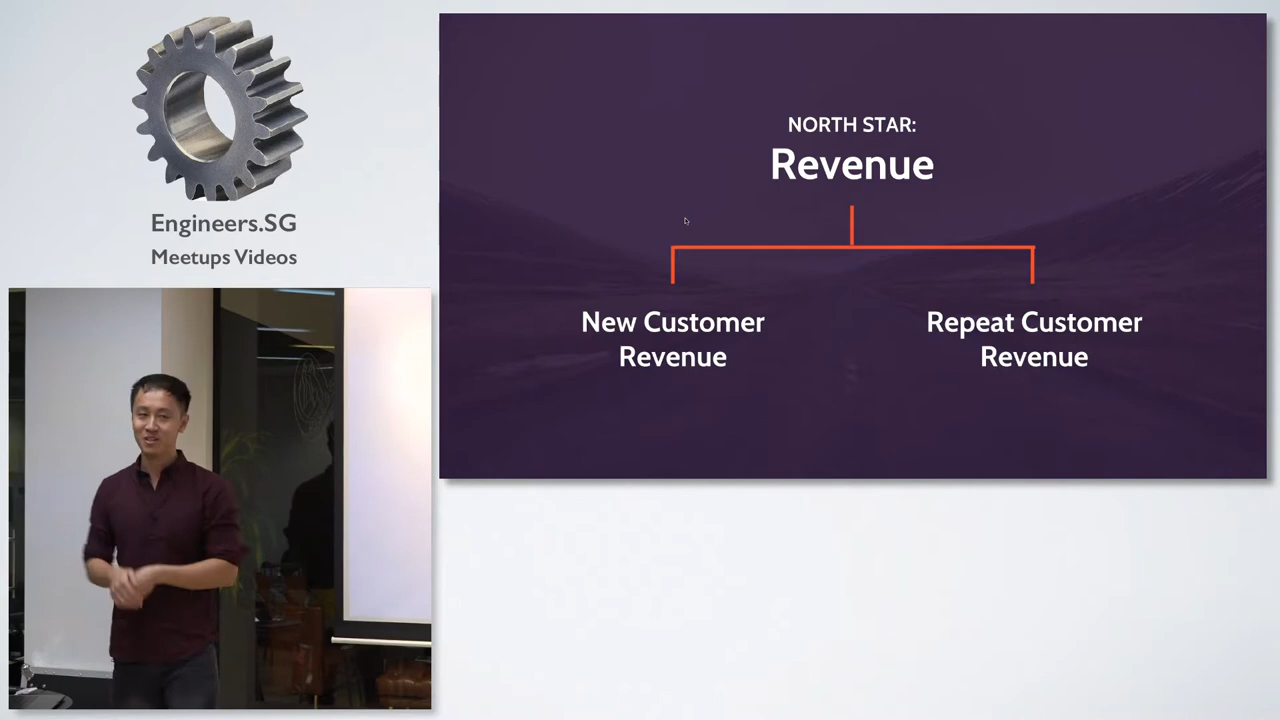 Engineers.SG
Meetups Videos
NORTH STAR:
Revenue
New Customer
Revenue
Repeat Customer
Revenue